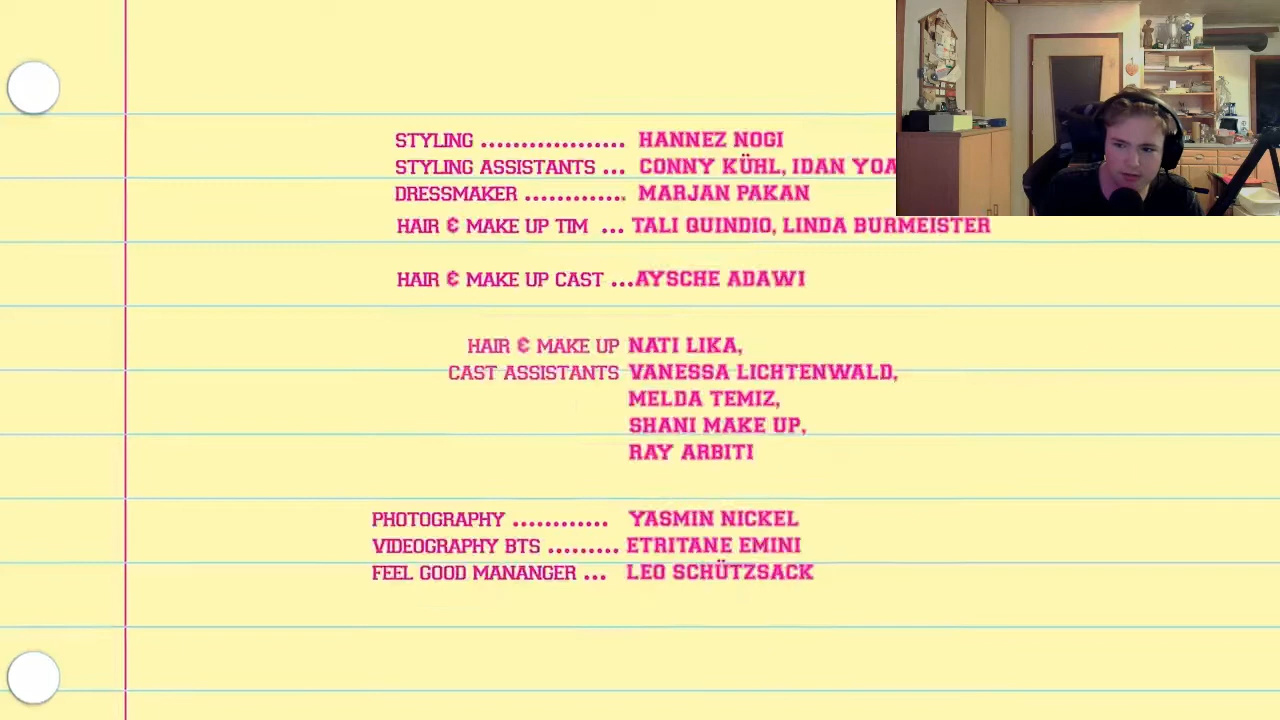 STYLING .................. HANNEZ NOGI
STYLING ASSISTANTS ... CONNY KÜHL, IDAN
DRESSMAKER ............. MARJAN PAKAN
HAIR & MAKE UP TIM ... TALI QUINDIO, LINDA BURMEISTER
HAIR & MAKE UP CAST ...AYSCHE ADAWI
HAIR & MAKE UP NATI LIKA,
CAST ASSISTANTS VANESSA LICHTENWALD,
MELDA TEMIZ,
SHANI MAKE UP,
RAY ARBITI
PHOTOGRAPHY ............ YASMIN NICKEL
VIDEOGRAPHY BTS ......... ETRITANE EMINI
FEEL GOOD MANANGER ... LEO SCHÜTZSACK